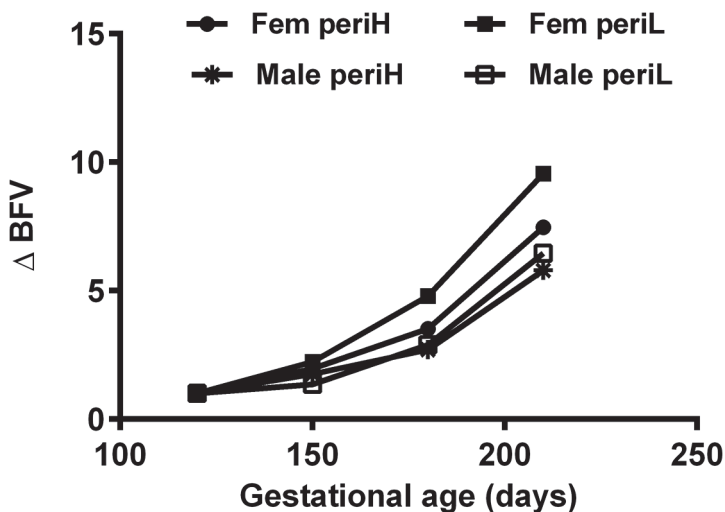 Fem periH Fem periL
Male periH Male periL
15
10
5
0
Δ BFV
100 150 200 250
Gestational age (days)